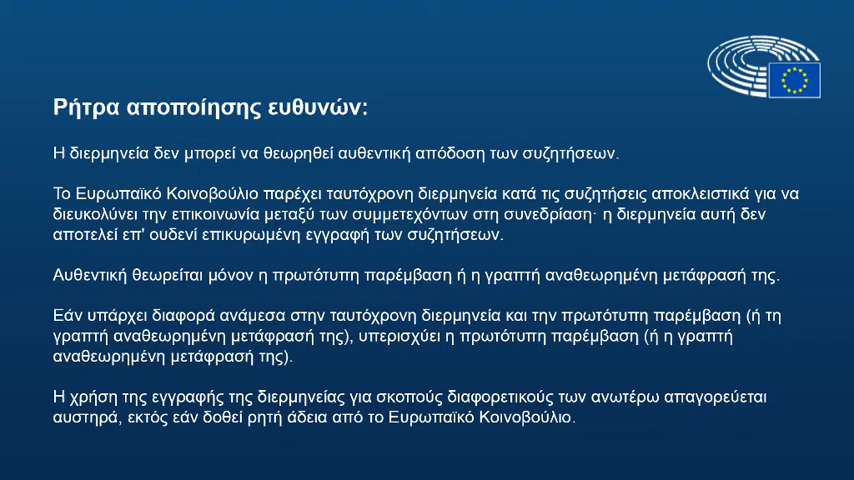 Ρήτρα αποποίησης ευθυνών:
Η διερμηνεία δεν μπορεί να θεωρηθεί αυθεντική απόδοση των συζητήσεων.
Το Ευρωπαϊκό Κοινοβούλιο παρέχει ταυτόχρονη διερμηνεία κατά τις συζητήσεις αποκλειστικά για να
διευκολύνει την επικοινωνία μεταξύ των συμμετεχόντων στη συνεδρίαση· η διερμηνεία αυτή δεν
αποτελεί επ' ουδενί επικυρωμένη εγγραφή των συζητήσεων.
Αυθεντική θεωρείται μόνον η πρωτότυπη παρέμβαση ή η γραπτή αναθεωρημένη μετάφρασή της.
Εάν υπάρχει διαφορά ανάμεσα στην ταυτόχρονη διερμηνεία και την πρωτότυπη παρέμβαση (ή τη
γραπτή αναθεωρημένη μετάφρασή της), υπερισχύει η πρωτότυπη παρέμβαση (ή η γραπτή
αναθεωρημένη μετάφρασή της).
Η χρήση της εγγραφής της διερμηνείας για σκοπούς διαφορετικούς των ανωτέρω απαγορεύεται
αυστηρά, εκτός εάν δοθεί ρητή άδεια από το Ευρωπαϊκό Κοινοβούλιο.